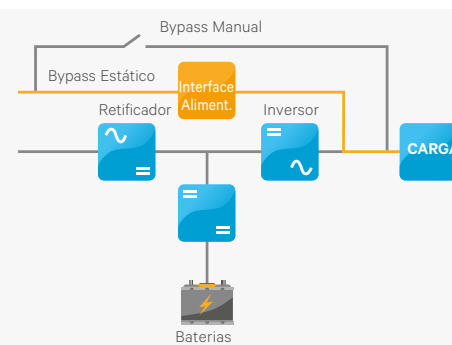 Bypass Manual
Bypass Estático
Interface
Aliment.
Retificador
Inversor
CARGA
Baterias